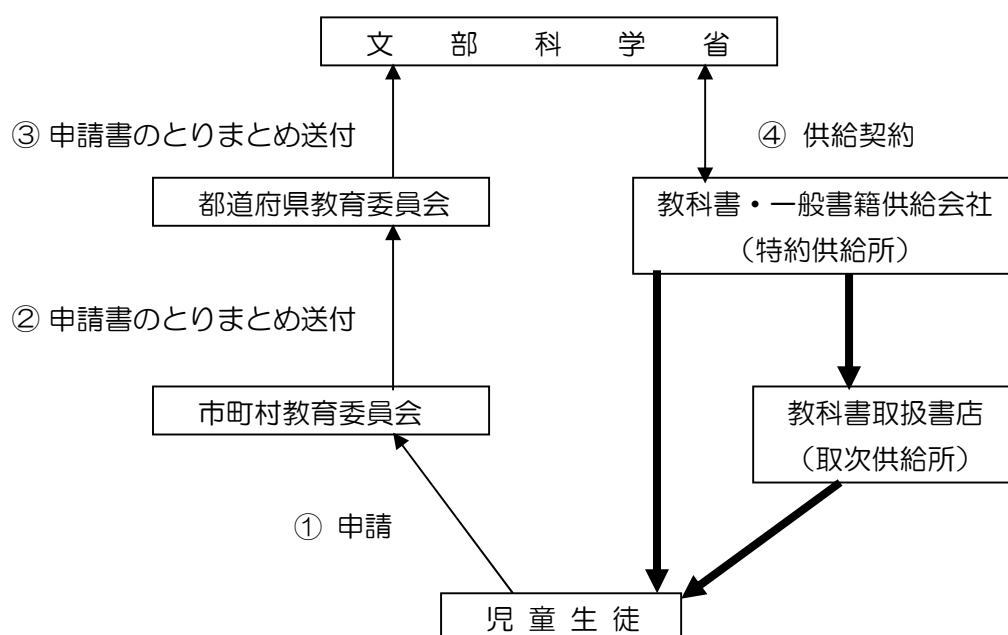 文 部 科 学 省
③ 申請書のとりまとめ送付
④ 供給契約
都道府県教育委員会
教科書・一般書籍供給会社
（特約供給所）
② 申請書のとりまとめ送付
市町村教育委員会
教科書取扱書店
（取次供給所）
① 申請
児 童 生 徒